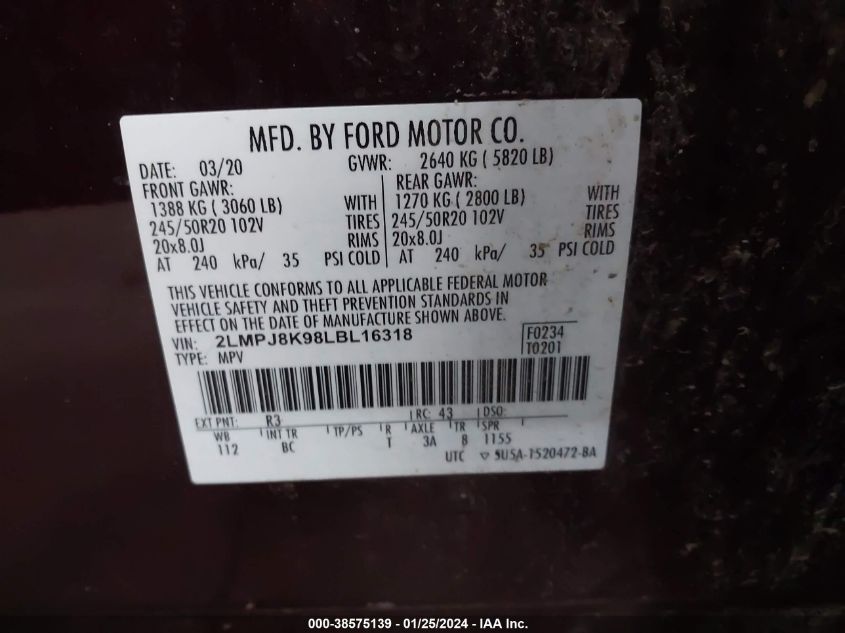 MFD. BY FORD MOTOR CO.
DATE: 03/20 GVWR: 2640 KG ( 5820 LB)
FRONT GAWR: REAR GAWR:
1388 KG ( 3060 LB) WITH 1270 KG ( 2800 LB) WITH
245/50R20 102V TIRES 245/50R20 102V TIRES
20x8.0J RIMS 20x8.0J RIMS
AT 240 kPa/ 35 PSI COLD AT 240 kPa/ 35 PSI COLD
THIS VEHICLE CONFORMS TO ALL APPLICABLE FEDERAL MOTOR
VEHICLE SAFETY AND THEFT PREVENTION STANDARDS IN
EFFECT ON THE DATE OF MANUFACTURE SHOWN ABOVE.
VIN: 2LMPJ8K98LBL16318 F0234
TYPE: MPV T0201
EXT PNT: R3 RC: 43 DSO:
WB INT TR TP/PS R AXLE TR SPR
112 BC T 3A B 1155
UTC ▽ 5U5A-1520472-BA
000-38575139 - 01/25/2024 - IAA Inc.